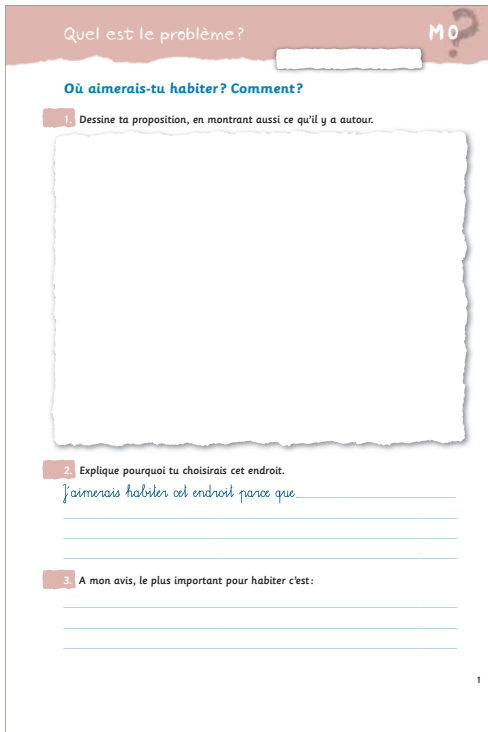 Quel est le problème?
M 0
?
Où aimerais-tu habiter? Comment?
1. Dessine ta proposition, en montrant aussi ce qu'il y a autour.
2. Explique pourquoi tu choisirais cet endroit.
J'aimerais habiter cet endroit parce que
3. A mon avis, le plus important pour habiter c'est:
1